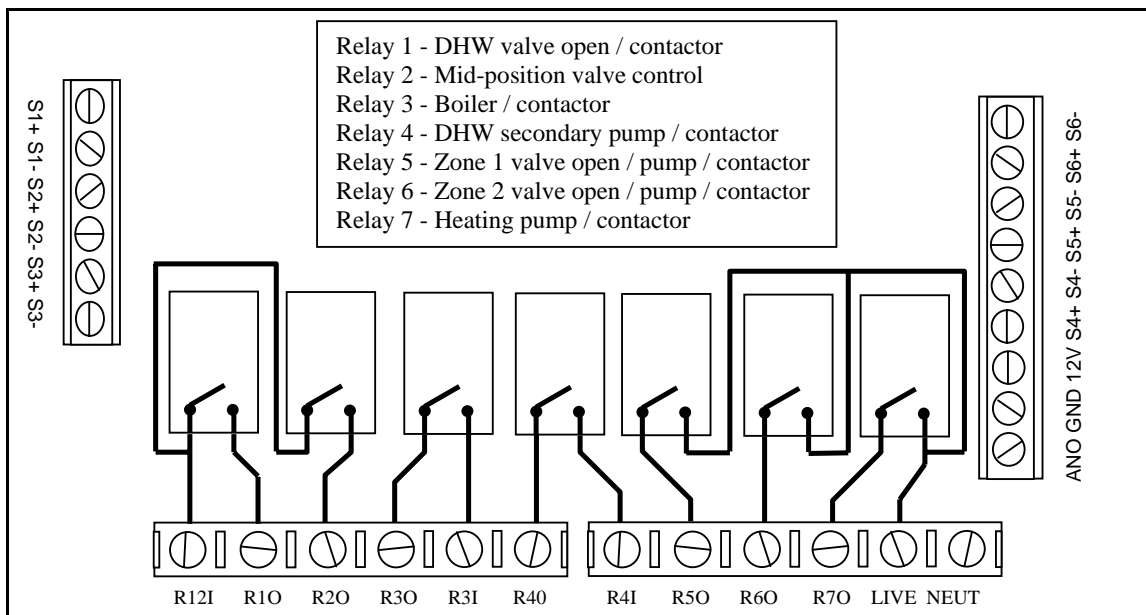 Relay 1 - DHW valve open / contactor
Relay 2 - Mid-position valve control
Relay 3 - Boiler / contactor
Relay 4 - DHW secondary pump / contactor
Relay 5 - Zone 1 valve open / pump / contactor
Relay 6 - Zone 2 valve open / pump / contactor
Relay 7 - Heating pump / contactor
S1+ S1- S2+ S2- S3+ S3-
ANO GND 12V S4+ S4- S5+ S5- S6+ S6-
R12I R1O R2O R3O R3I R40 R4I R5O R6O R7O LIVE NEUT